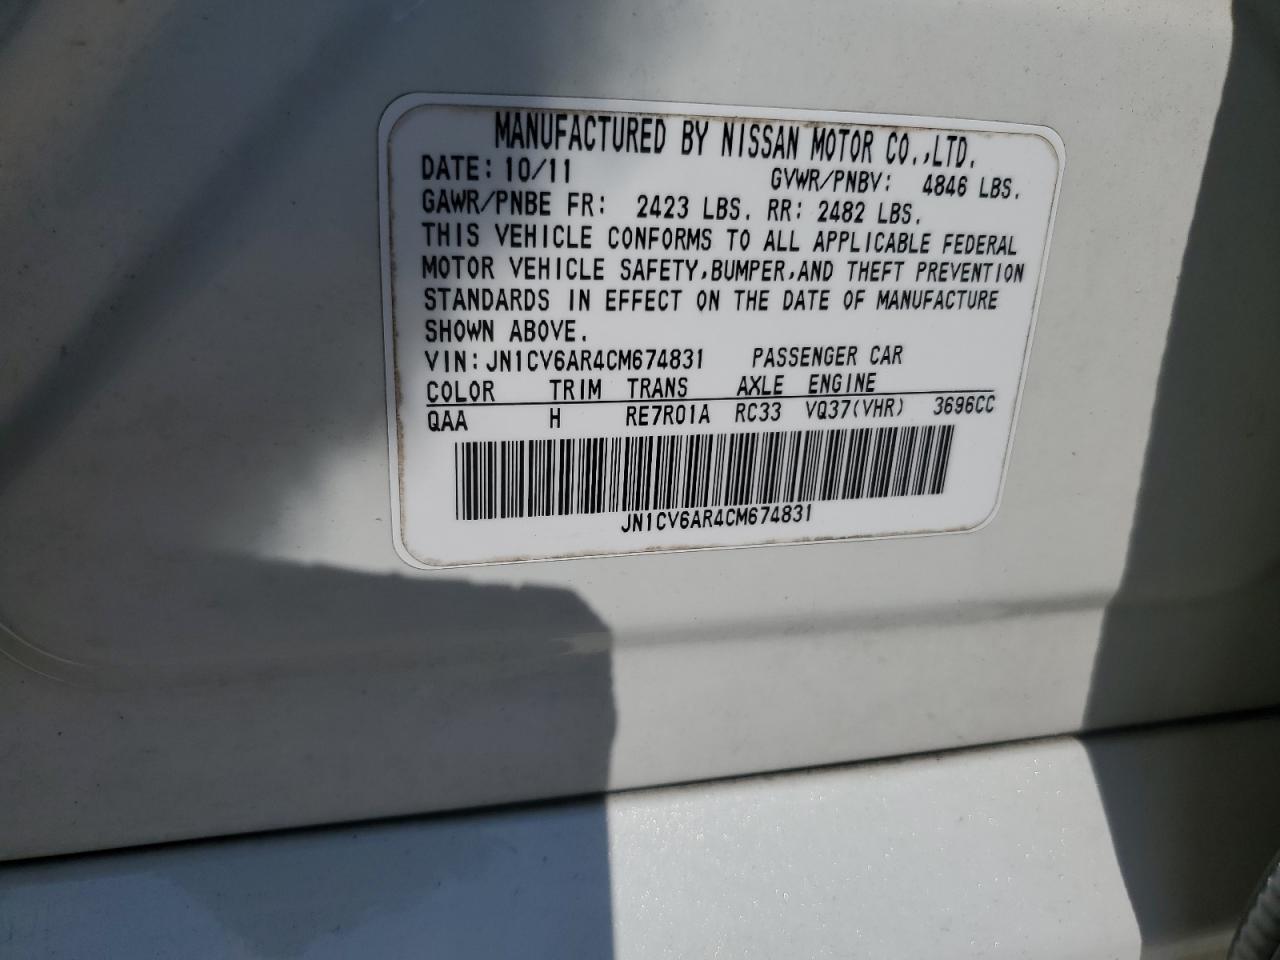 MANUFACTURED BY NISSAN MOTOR CO.,LTD.
DATE: 10/11 GVWR/PNBV: 4846 LBS.
GAWR/PNBE FR: 2423 LBS. RR: 2482 LBS.
THIS VEHICLE CONFORMS TO ALL APPLICABLE FEDERAL
MOTOR VEHICLE SAFETY,BUMPER,AND THEFT PREVENTION
STANDARDS IN EFFECT ON THE DATE OF MANUFACTURE
SHOWN ABOVE.
VIN: JN1CV6AR4CM674831 PASSENGER CAR
COLOR TRIM TRANS AXLE ENGINE
QAA H RE7R01A RC33 VQ37(VHR) 3696CC
JN1CV6AR4CM674831